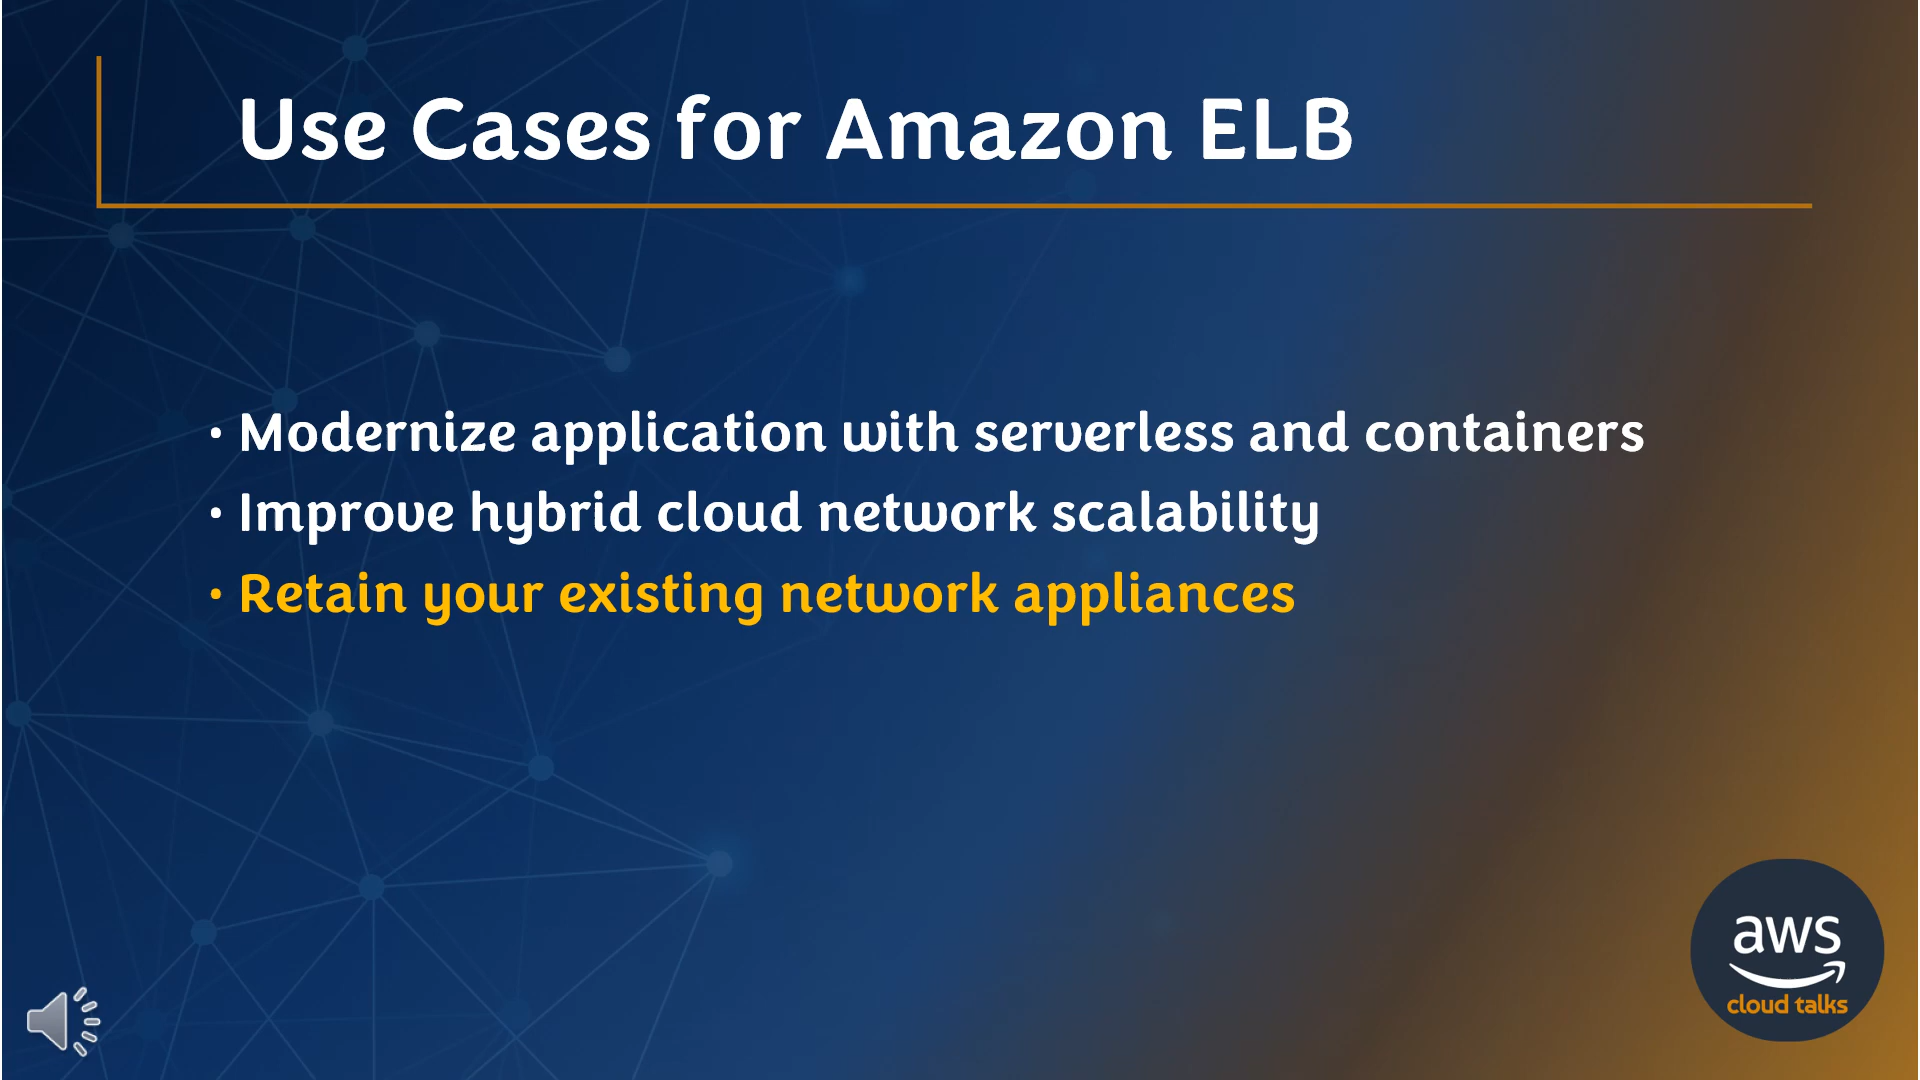 Use Cases for Amazon ELB
• Modernize application with serverless and containers
• Improve hybrid cloud network scalability
• Retain your existing network appliances
aws
cloud talks